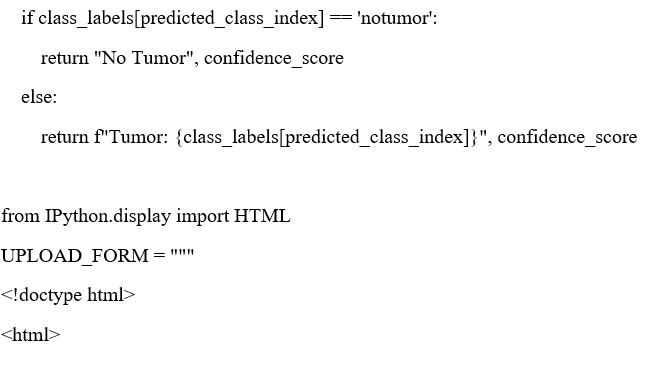 if class_labels[predicted_class_index] == 'notumor':
return "No Tumor", confidence_score
else:
return f"Tumor: {class_labels[predicted_class_index]}", confidence_score
from IPython.display import HTML
UPLOAD_FORM = """
<!doctype html>
<html>